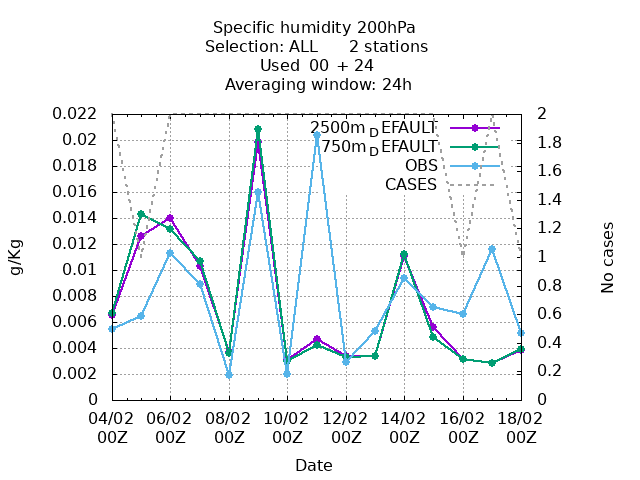 Specific humidity 200hPa
Selection: ALL 2 stations
Used 00 + 24
Averaging window: 24h
0.022 2
0.02 1.8
0.018 1.6
0.016 1.4
0.014 1.2
0.012 1
0.01 0.8
0.008 0.6
0.006 0.4
0.004 0.2
0.002 0
0
2500m_DEFAULT
750m_DEFAULT
OBS
CASES
g/Kg
No cases
04/02 06/02 08/02 10/02 12/02 14/02 16/02 18/02
00Z 00Z 00Z 00Z 00Z 00Z 00Z 00Z
Date